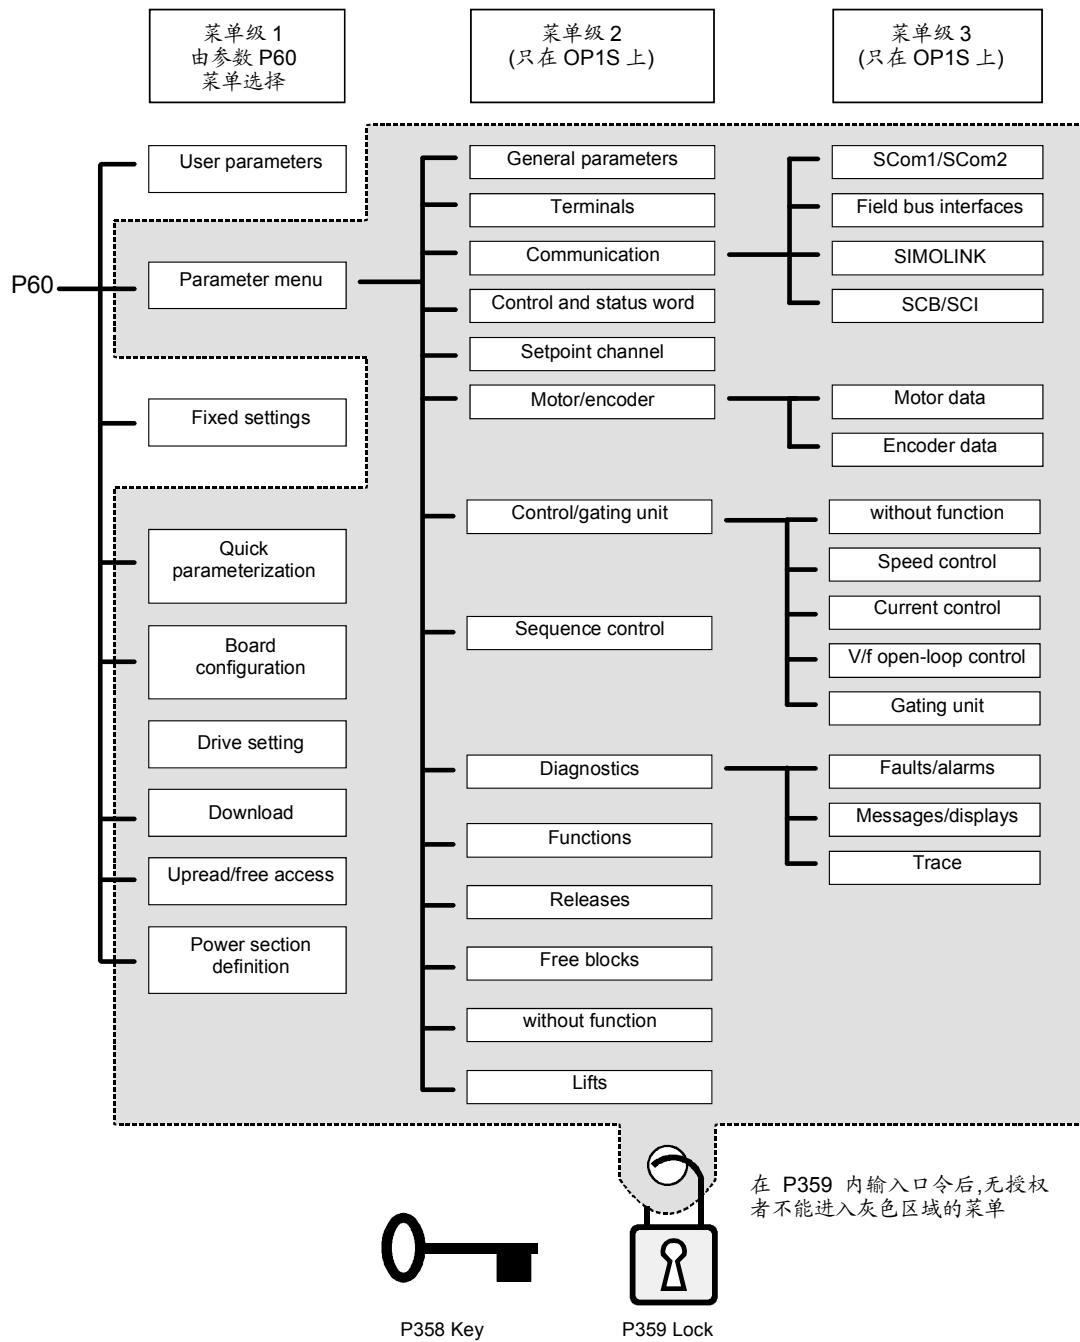 菜单级 1
由参数 P60
菜单选择
菜单级 2
(只在 OP1S 上)
菜单级 3
(只在 OP1S 上)
P60
User parameters
Parameter menu
Fixed settings
Quick
parameterization
Board
configuration
Drive setting
Download
Upread/free access
Power section
definition
General parameters
Terminals
Communication
Control and status word
Setpoint channel
Motor/encoder
Control/gating unit
Sequence control
Diagnostics
Functions
Releases
Free blocks
without function
Lifts
SCom1/SCom2
Field bus interfaces
SIMOLINK
SCB/SCI
Motor data
Encoder data
without function
Speed control
Current control
V/f open-loop control
Gating unit
Faults/alarms
Messages/displays
Trace
在 P359 内输入口令后,无授权
者不能进入灰色区域的菜单
P358 Key
P359 Lock